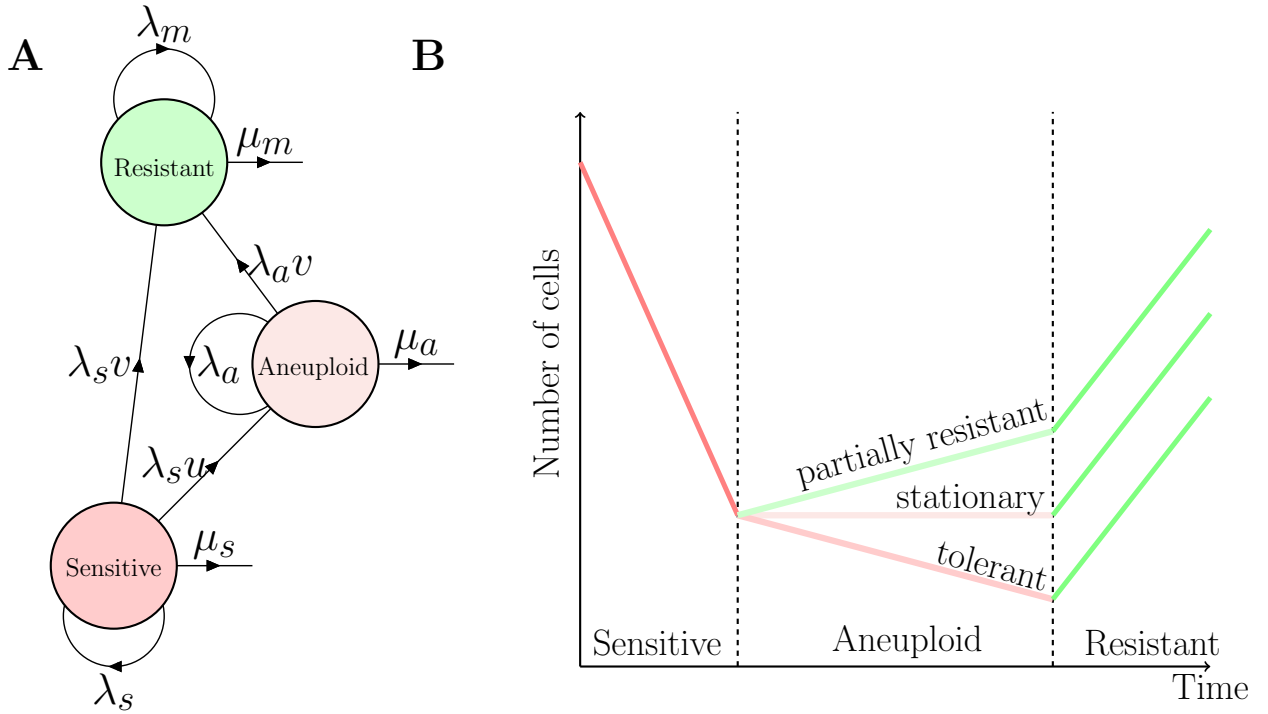 A
λm
Resistant
μm
λav
λsv
λa
Aneuploid
μa
λsu
Sensitive
μs
λs
B
Number of cells
partially resistant
stationary
tolerant
Sensitive
Aneuploid
Resistant
Time